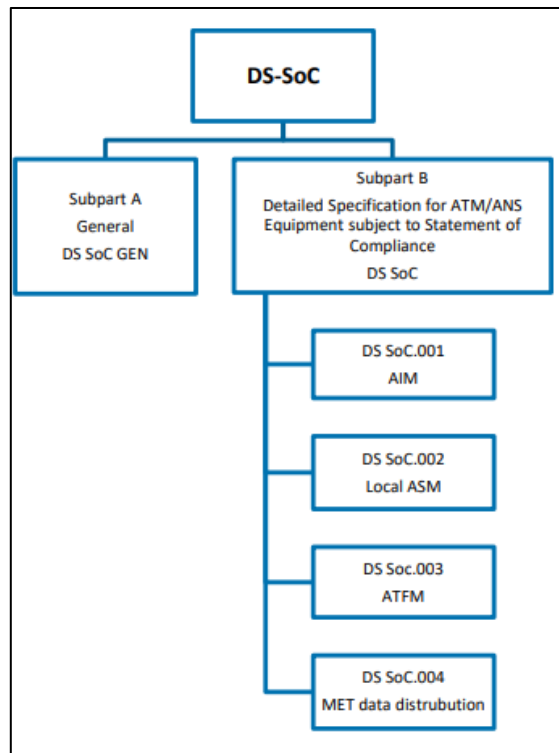 DS-SoC
Subpart A
General
DS SoC GEN
Subpart B
Detailed Specification for ATM/ANS
Equipment subject to Statement of
Compliance
DS SoC
DS SoC.001
AIM
DS SoC.002
Local ASM
DS Soc.003
ATFM
DS SoC.004
MET data distrubution